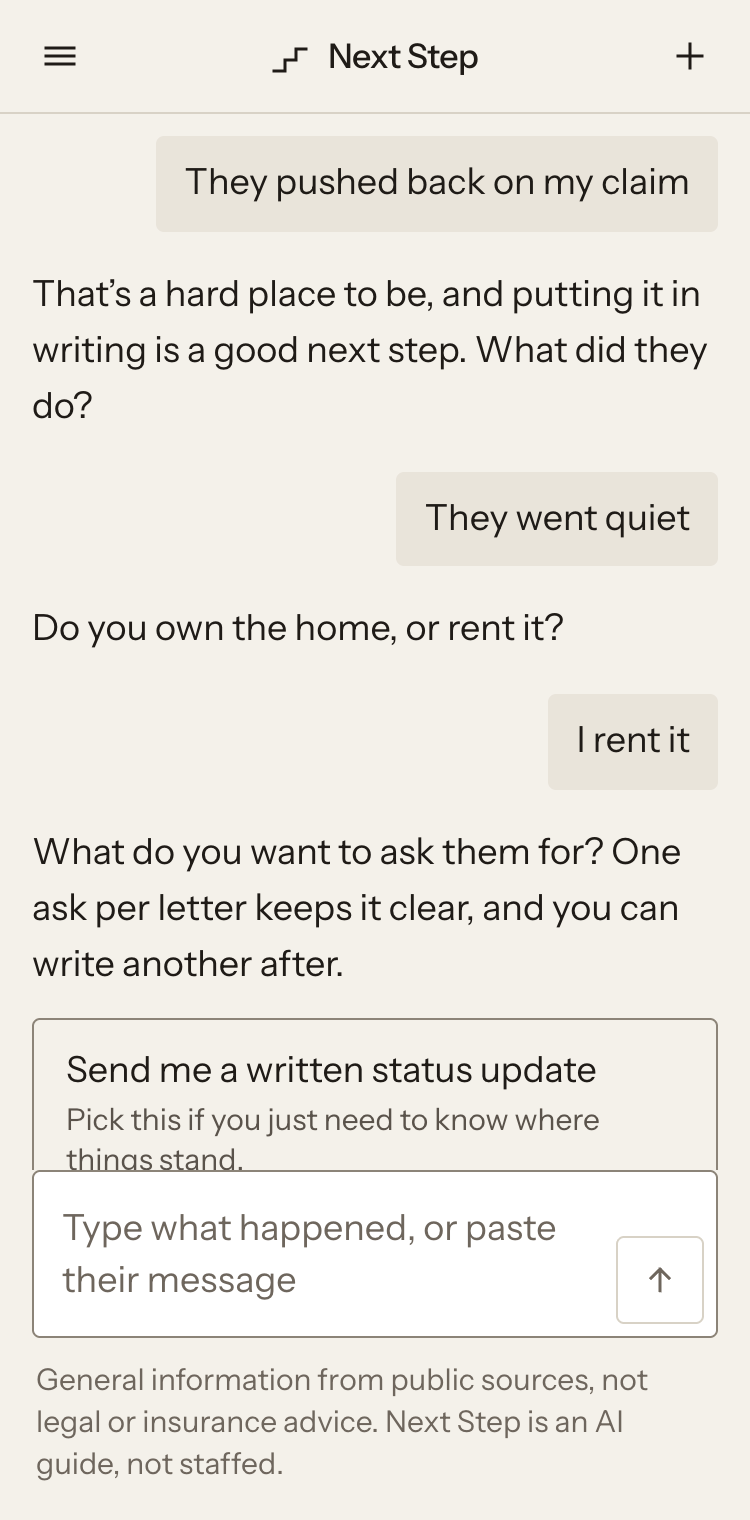 Next Step
They pushed back on my claim
That’s a hard place to be, and putting it in
writing is a good next step. What did they
do?
They went quiet
Do you own the home, or rent it?
I rent it
What do you want to ask them for? One
ask per letter keeps it clear, and you can
write another after.
Send me a written status update
Pick this if you just need to know where
things stand.
Type what happened, or paste
their message
General information from public sources, not
legal or insurance advice. Next Step is an AI
guide, not staffed.